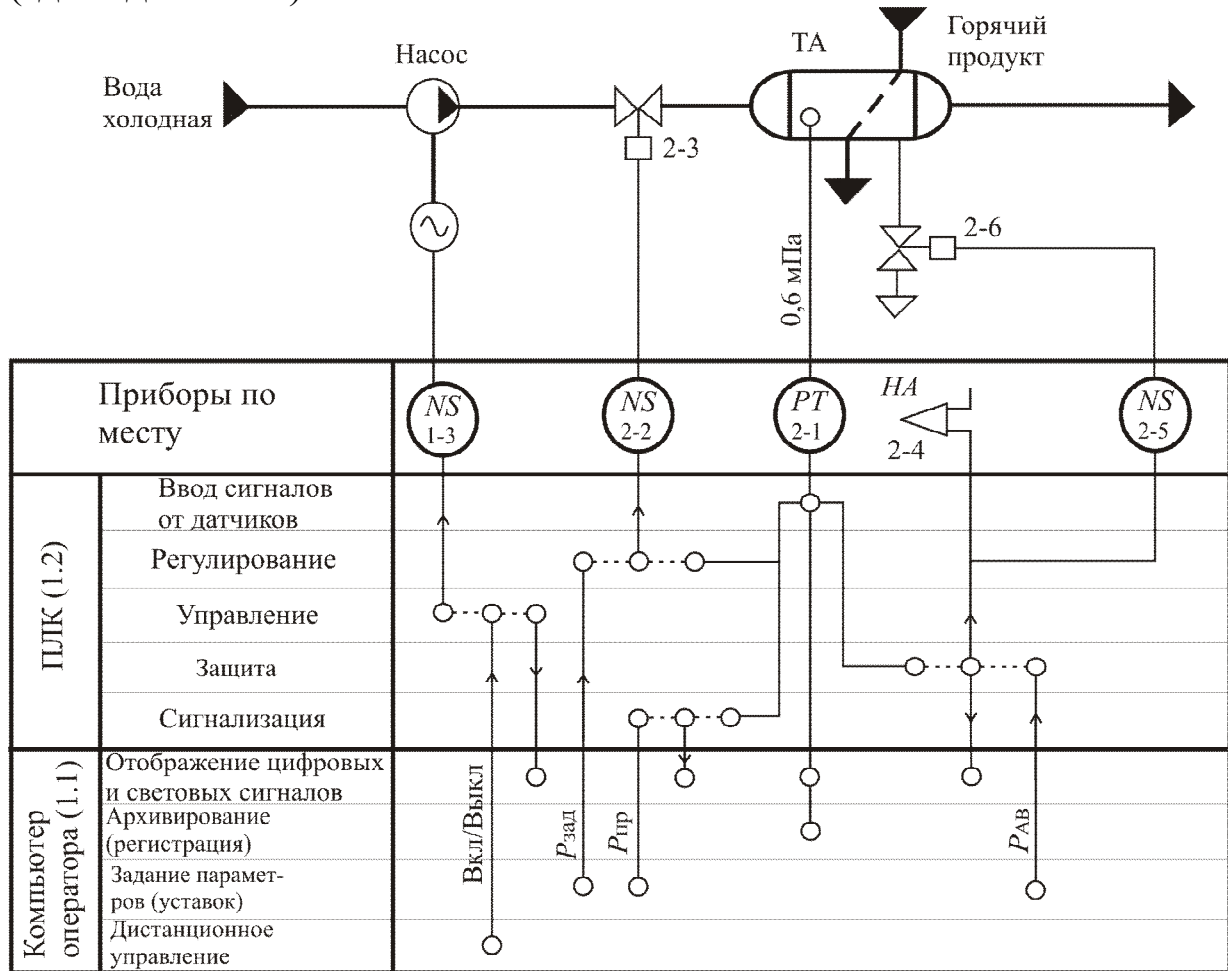 Насос
ТА
Горячий
продукт
Вода
холодная
2-3
2-6
0,6 мПа
Приборы по
месту
NS
1-3
NS
2-2
PT
2-1
HA
2-4
NS
2-5
ПЛК (1.2)
Ввод сигналов
от датчиков
Регулирование
Управление
Защита
Сигнализация
Компьютер
оператора (1.1)
Отображение цифровых
и световых сигналов
Архивирование
(регистрация)
Задание парамет-
ров (уставок)
Дистанционное
управление
Вкл/Выкл
Pзад
Pпр
PАВ